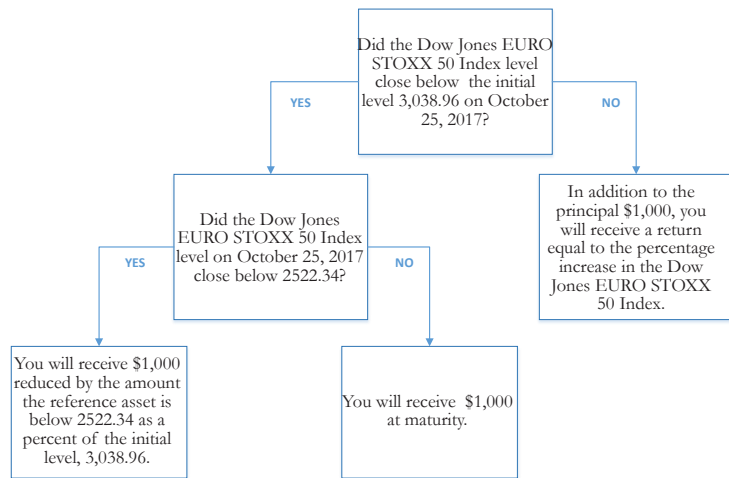 Did the Dow Jones EURO
STOXX 50 Index level
close below the initial
level 3,038.96 on October
25, 2017?
YES
NO
Did the Dow Jones
EURO STOXX 50 Index
level on October 25, 2017
close below 2522.34?
In addition to the
principal $1,000, you
will receive a return
equal to the percentage
increase in the Dow
Jones EURO STOXX
50 Index.
YES
NO
You will receive $1,000
reduced by the amount
the reference asset is
below 2522.34 as a
percent of the initial
level, 3,038.96.
You will receive $1,000
at maturity.